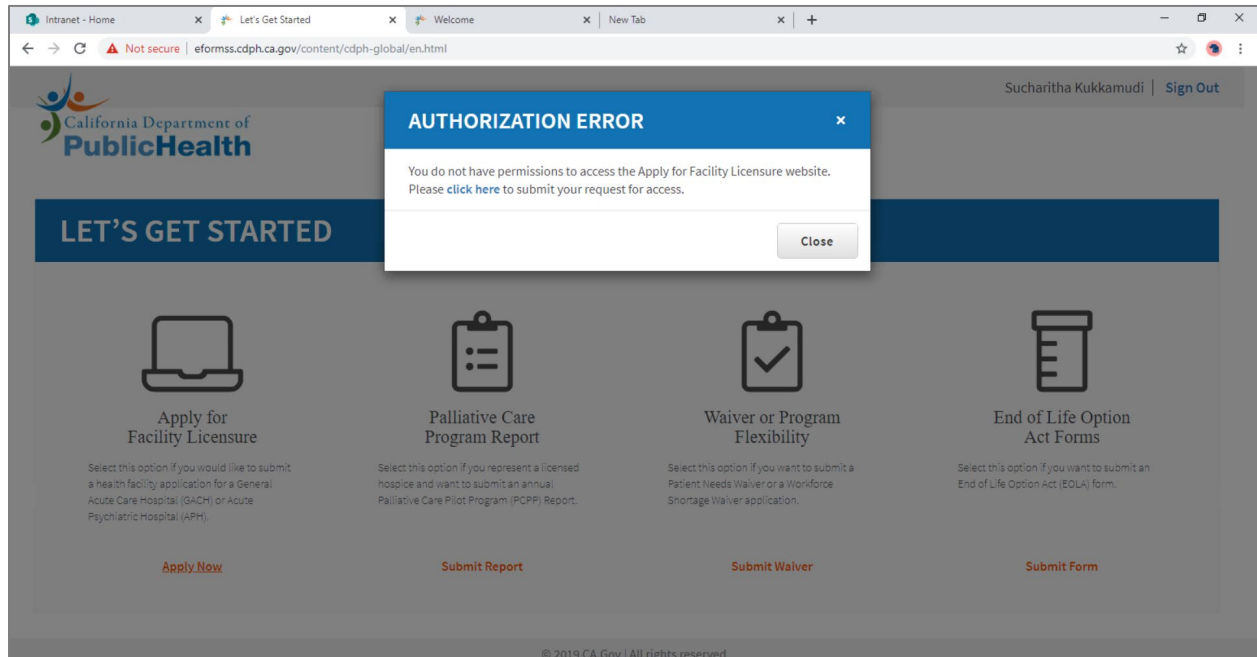 Intranet - Home
Let's Get Started
Welcome
New Tab
Not secure | eformss.cdph.ca.gov/content/cdph-global/en.html
Sucharitha Kukkamudi | Sign Out
California Department of
PublicHealth
AUTHORIZATION ERROR
You do not have permissions to access the Apply for Facility Licensure website.
Please click here to submit your request for access.
Close
LET'S GET STARTED
Apply for
Facility Licensure
Select this option if you would like to submit
a health facility application for a General
Acute Care Hospital (GACH) or Acute
Psychiatric Hospital (APH).
Apply Now
Palliative Care
Program Report
Select this option if you represent a licensed
hospice and want to submit an annual
Palliative Care Pilot Program (PCPP) Report.
Submit Report
Waiver or Program
Flexibility
Select this option if you want to submit a
Patient Needs Waiver or a Workforce
Shortage Waiver application.
Submit Waiver
End of Life Option
Act Forms
Select this option if you want to submit an
End of Life Option Act (EOLA) form.
Submit Form
© 2019 CA.Gov | All rights reserved